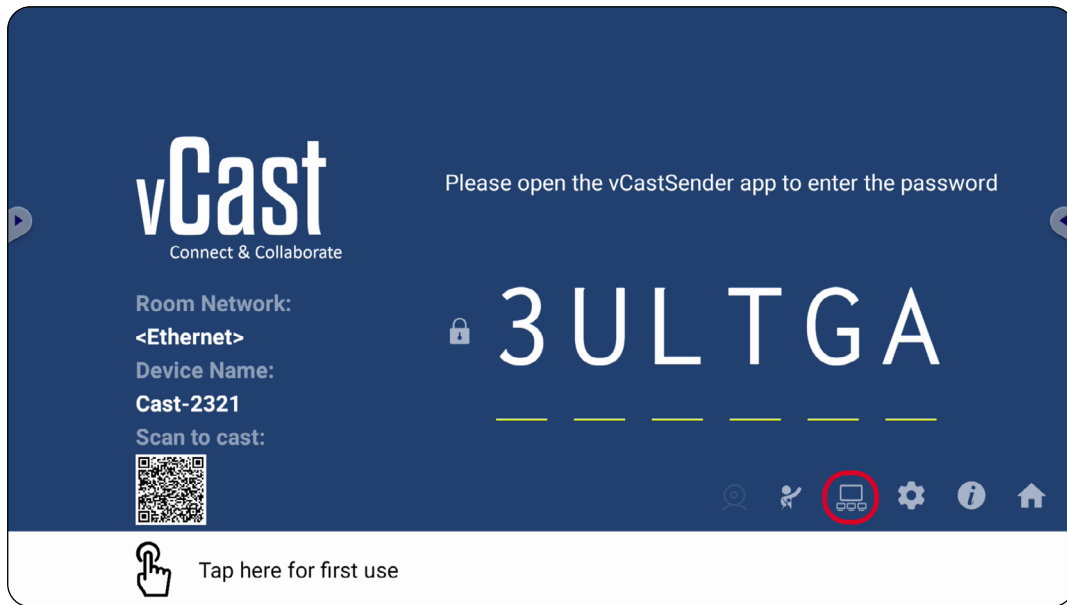 vCast
Connect & Collaborate
Please open the vCastSender app to enter the password
Room Network:
<Ethernet>
Device Name:
Cast-2321
Scan to cast:
3ULTGA
Tap here for first use